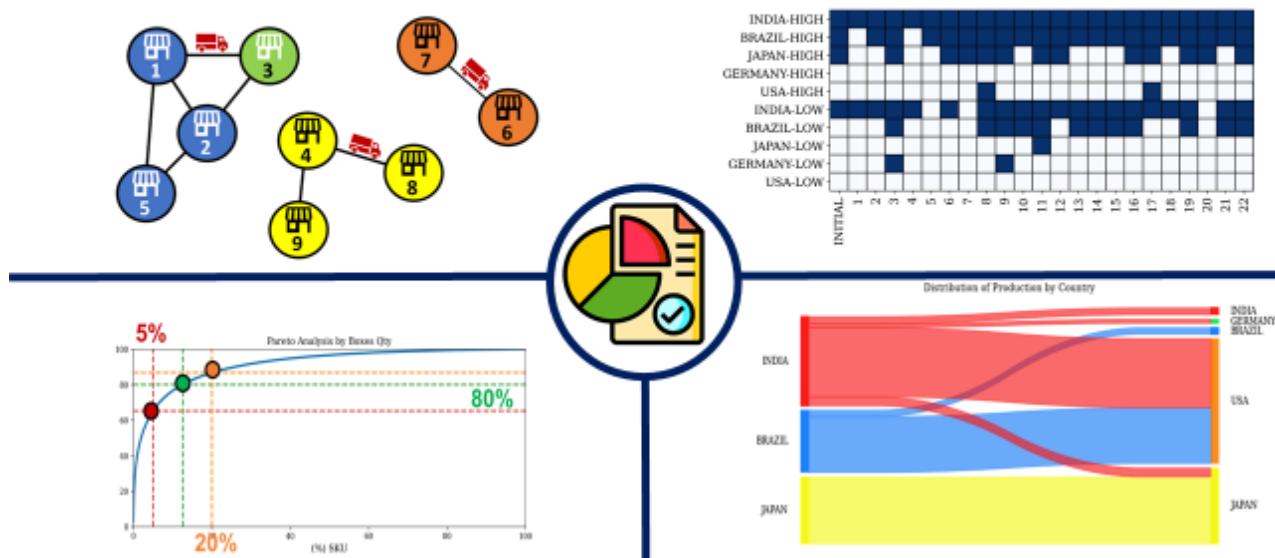 1
3
2
5
7
6
4
8
9
INDIA-HIGH
BRAZIL-HIGH
JAPAN-HIGH
GERMANY-HIGH
USA-HIGH
INDIA-LOW
BRAZIL-LOW
JAPAN-LOW
GERMANY-LOW
USA-LOW
INITIAL 1 2 3 4 5 6 7 8 9 10 11 12 13 14 15 16 17 18 19 20 21 22
5%
Pareto Analysis by Boxes Qty
100
80
60
40
20
0
80%
0 20 40 60 80 100
20%
(%) SKU
Distribution of Production by Country
INDIA
BRAZIL
JAPAN
INDIA
GERMANY
BRAZIL
USA
JAPAN